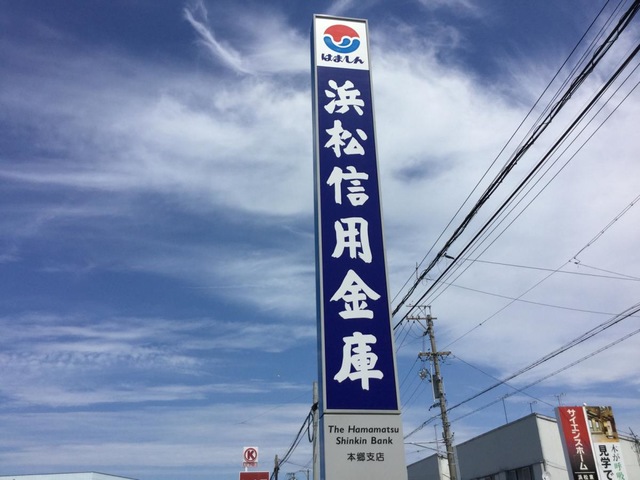 はましん
浜松信用金庫
The Hamamatsu
Shinkin Bank
本郷支店
K
サイエンスホーム
見学で